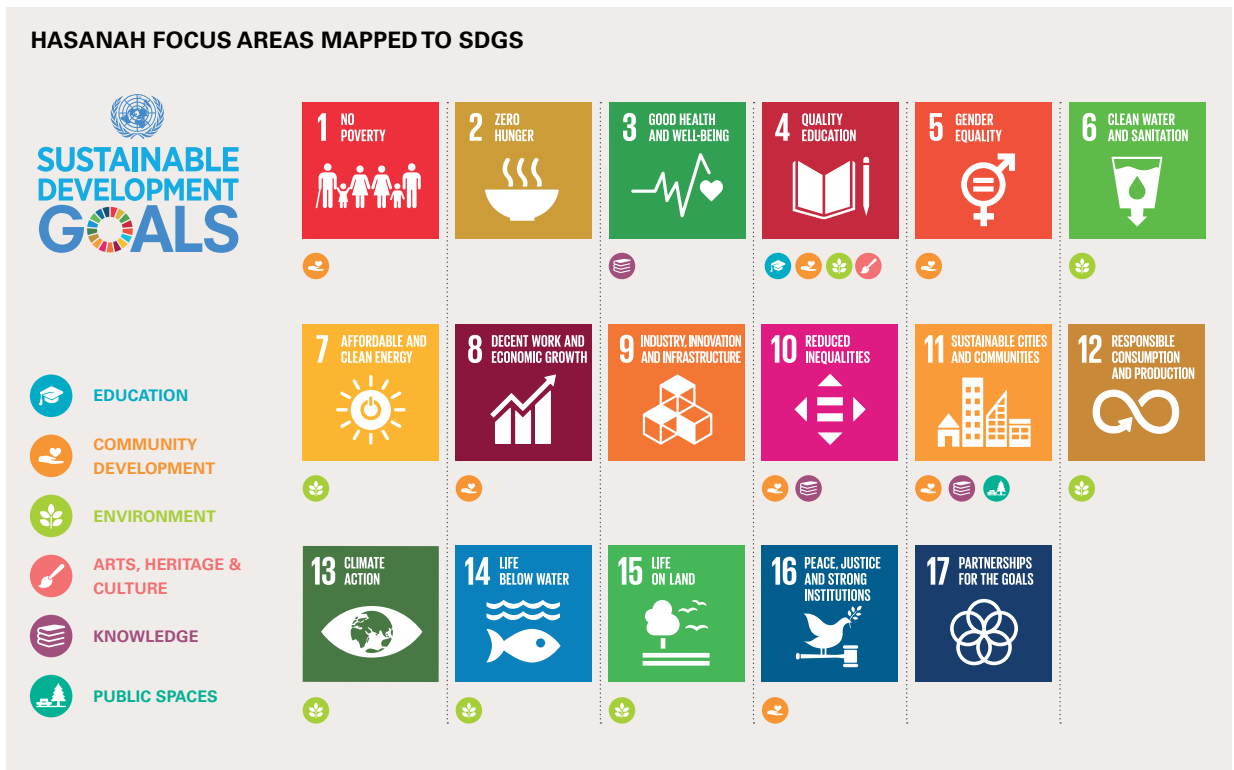 HASANAH FOCUS AREAS MAPPED TO SDGS
SUSTAINABLE
DEVELOPMENT
GOALS
1 NO
POVERTY
2 ZERO
HUNGER
3 GOOD HEALTH
AND WELL-BEING
4 QUALITY
EDUCATION
5 GENDER
EQUALITY
6 CLEAN WATER
AND SANITATION
7 AFFORDABLE AND
CLEAN ENERGY
8 DECENT WORK AND
ECONOMIC GROWTH
9 INDUSTRY, INNOVATION
AND INFRASTRUCTURE
10 REDUCED
INEQUALITIES
11 SUSTAINABLE CITIES
AND COMMUNITIES
12 RESPONSIBLE
CONSUMPTION
AND PRODUCTION
13 CLIMATE
ACTION
14 LIFE
BELOW WATER
15 LIFE
ON LAND
16 PEACE, JUSTICE
AND STRONG
INSTITUTIONS
17 PARTNERSHIPS
FOR THE GOALS
EDUCATION
COMMUNITY
DEVELOPMENT
ENVIRONMENT
ARTS, HERITAGE &
CULTURE
KNOWLEDGE
PUBLIC SPACES